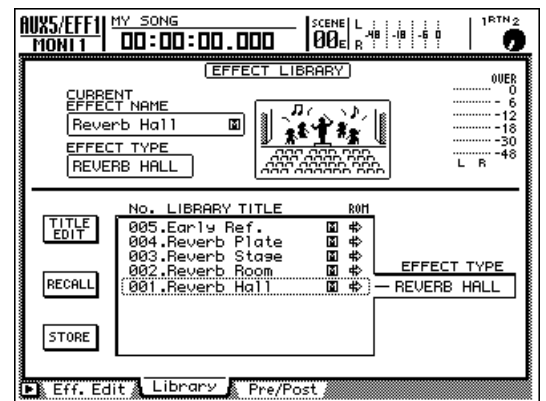 AUX5/EFF1 MY SONG SCENE L -48 -18 -6 0 1RTN2
MONI1 00:00:00.000 00E R
EFFECT LIBRARY
CURRENT
EFFECT NAME
Reverb Hall M
EFFECT TYPE
REVERB HALL
OVER
0
- 6
-12
-18
-30
-48
L R
No. LIBRARY TITLE ROM
005.Early Ref. M
004.Reverb Plate M
003.Reverb Stage M
002.Reverb Room M
001.Reverb Hall M
TITLE
EDIT
RECALL
STORE
EFFECT TYPE
REVERB HALL
Eff. Edit Library Pre/Post